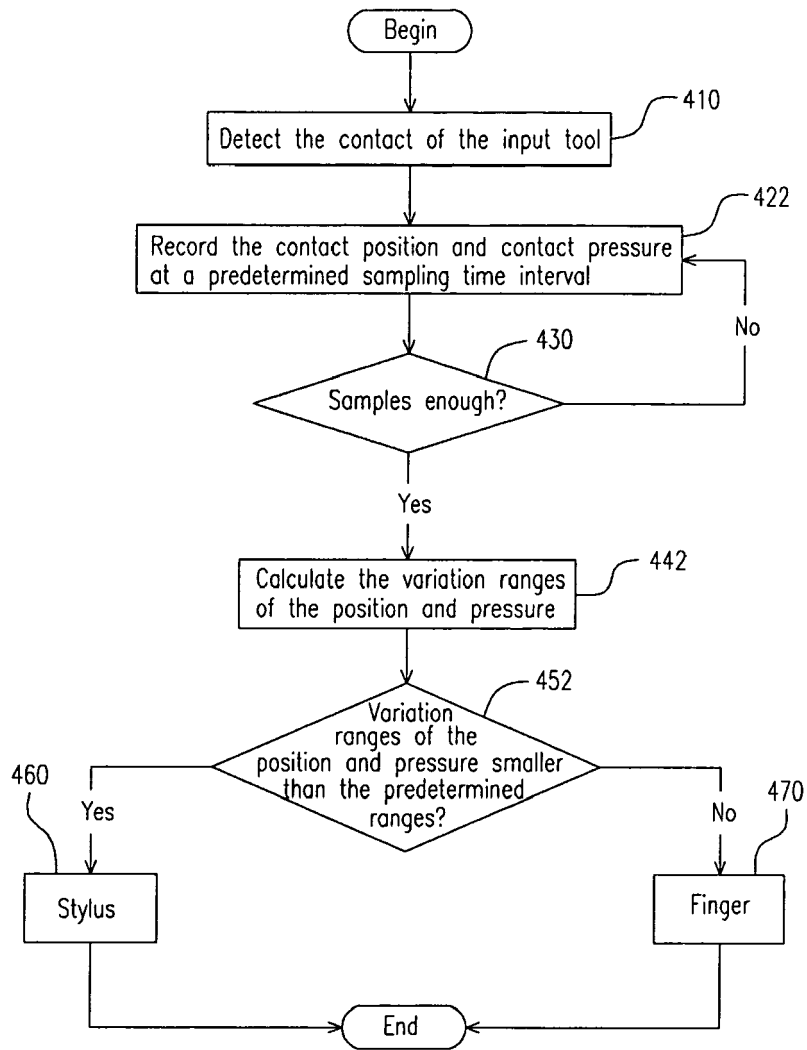 Begin
410
Detect the contact of the input tool
422
Record the contact position and contact pressure
at a predetermined sampling time interval
No
430
Samples enough?
Yes
442
Calculate the variation ranges
of the position and pressure
452
Variation
ranges of the
position and pressure smaller
than the predetermined
ranges?
460
Yes
470
No
Stylus
Finger
End